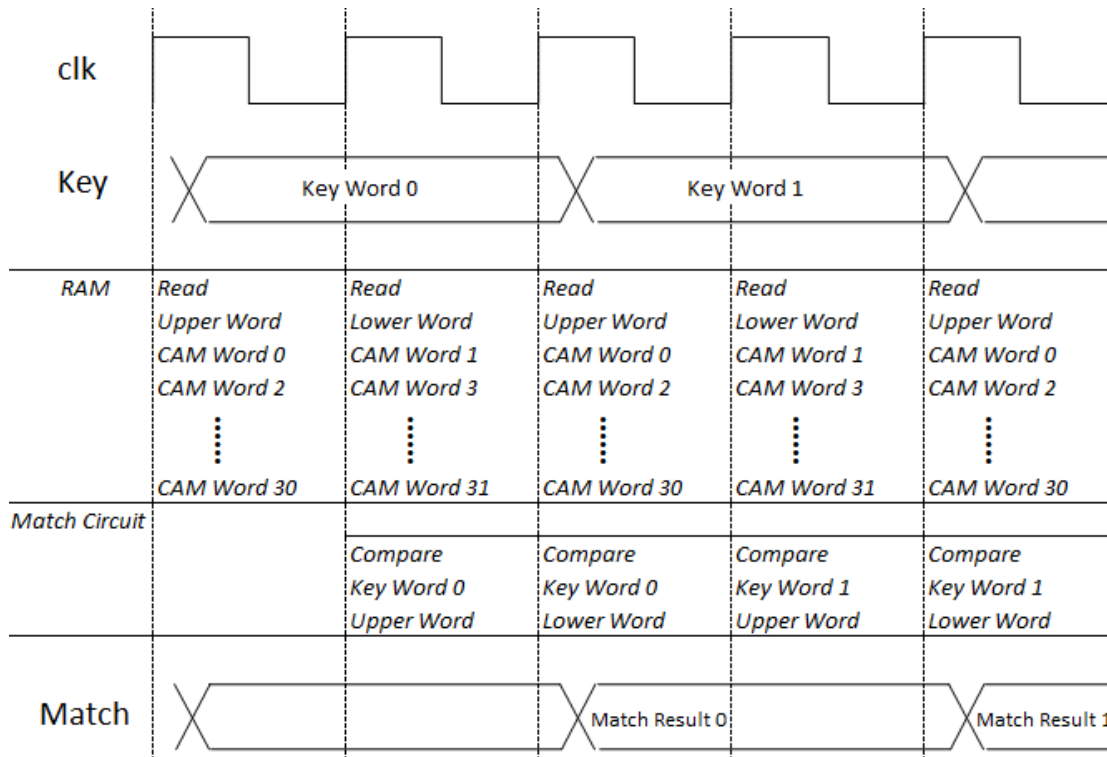 clk
Key
Key Word 0
Key Word 1
RAM
Read
Upper Word
CAM Word 0
CAM Word 2
CAM Word 30
Read
Lower Word
CAM Word 1
CAM Word 3
CAM Word 31
Read
Upper Word
CAM Word 0
CAM Word 2
CAM Word 30
Read
Lower Word
CAM Word 1
CAM Word 3
CAM Word 31
Read
Upper Word
CAM Word 0
CAM Word 2
CAM Word 30
Match Circuit
Compare
Key Word 0
Upper Word
Compare
Key Word 0
Lower Word
Compare
Key Word 1
Upper Word
Compare
Key Word 1
Lower Word
Match
Match Result 0
Match Result 1